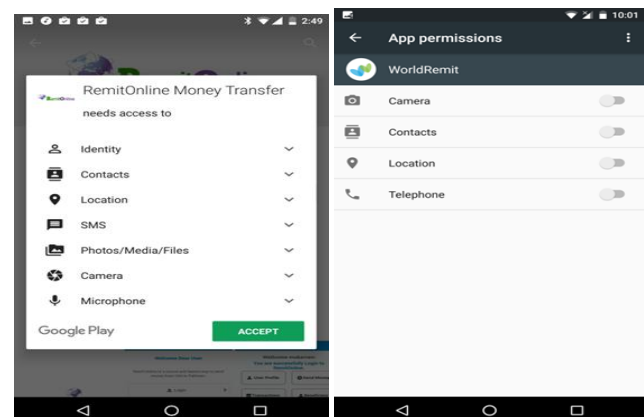 2:49
RemitOnline Money Transfer
needs access to
Identity
Contacts
Location
SMS
Photos/Media/Files
Camera
Microphone
Google Play
ACCEPT
10:01
App permissions
WorldRemit
Camera
Contacts
Location
Telephone